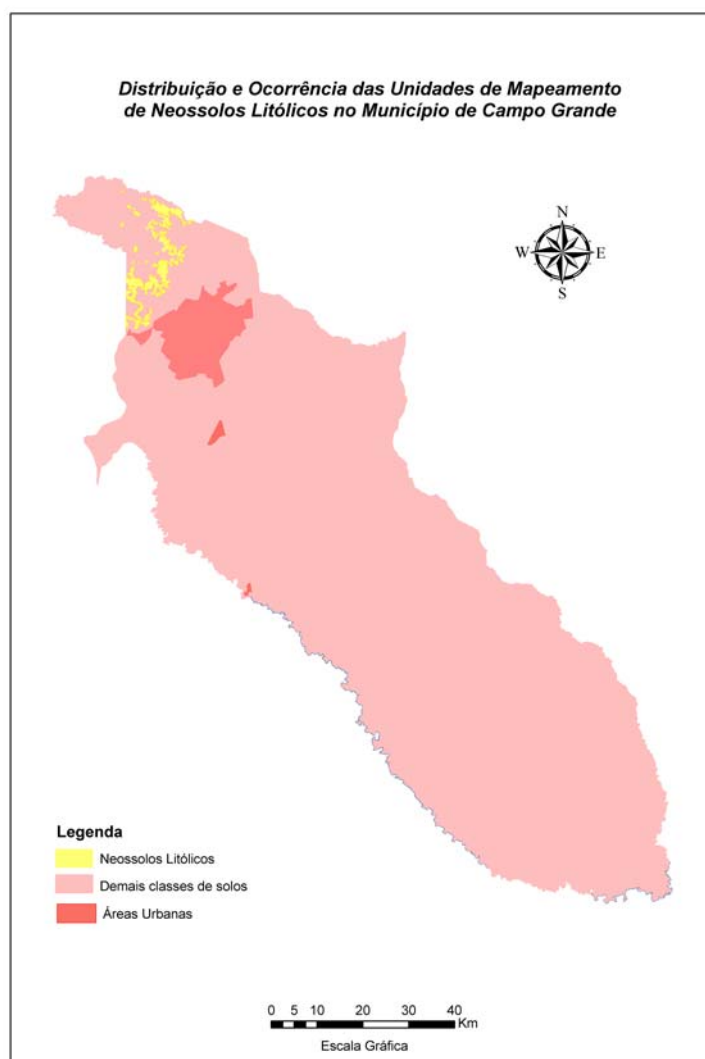 Distribuição e Ocorrência das Unidades de Mapeamento
de Neossolos Litólicos no Município de Campo Grande
N
W E
S
Legenda
Neossolos Litólicos
Demais classes de solos
Áreas Urbanas
0 5 10 20 30 40
Km
Escala Gráfica